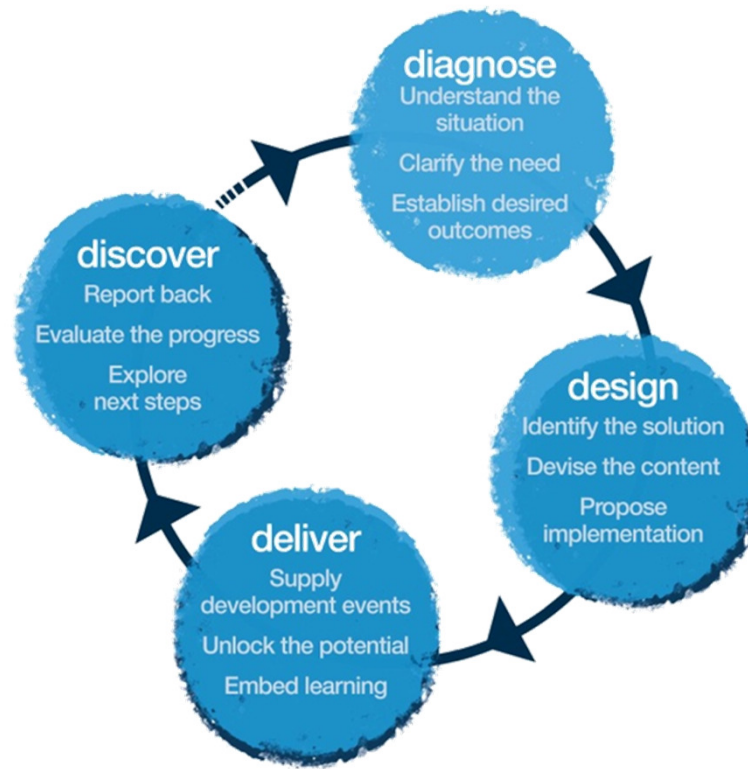 diagnose
Understand the
situation
Clarify the need
Establish desired
outcomes
discover
Report back
Evaluate the progress
Explore
next steps
design
Identify the solution
Devise the content
Propose
implementation
deliver
Supply
development events
Unlock the potential
Embed learning